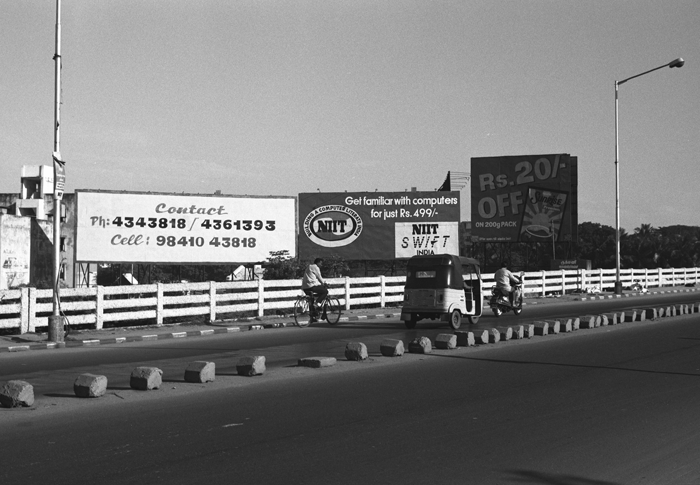 Contact
Ph: 4343818 / 4361393
Cell: 98410 43818
Get familiar with computers
for just Rs. 499/-
NIIT
NIIT
SWIFT
INDIA
Rs.20/-
OFF
ON 200g PACK